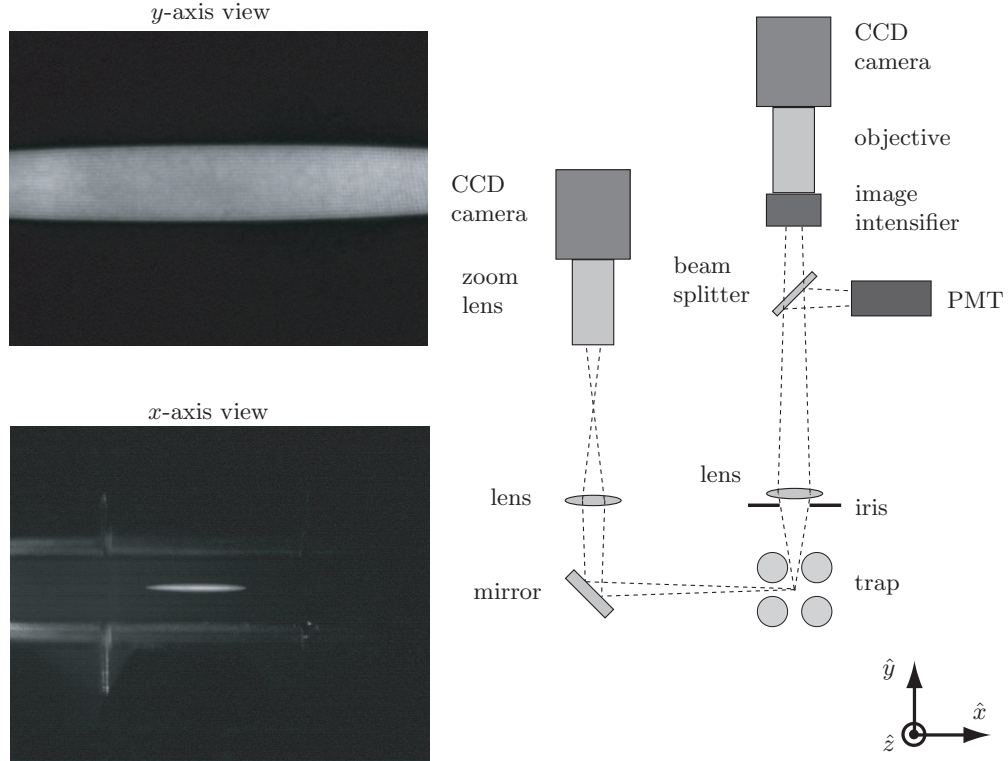 y-axis view
x-axis view
CCD
camera
zoom
lens
lens
mirror
CCD
camera
objective
image
intensifier
beam
splitter
PMT
lens
iris
trap
ŷ
x̂
ẑ